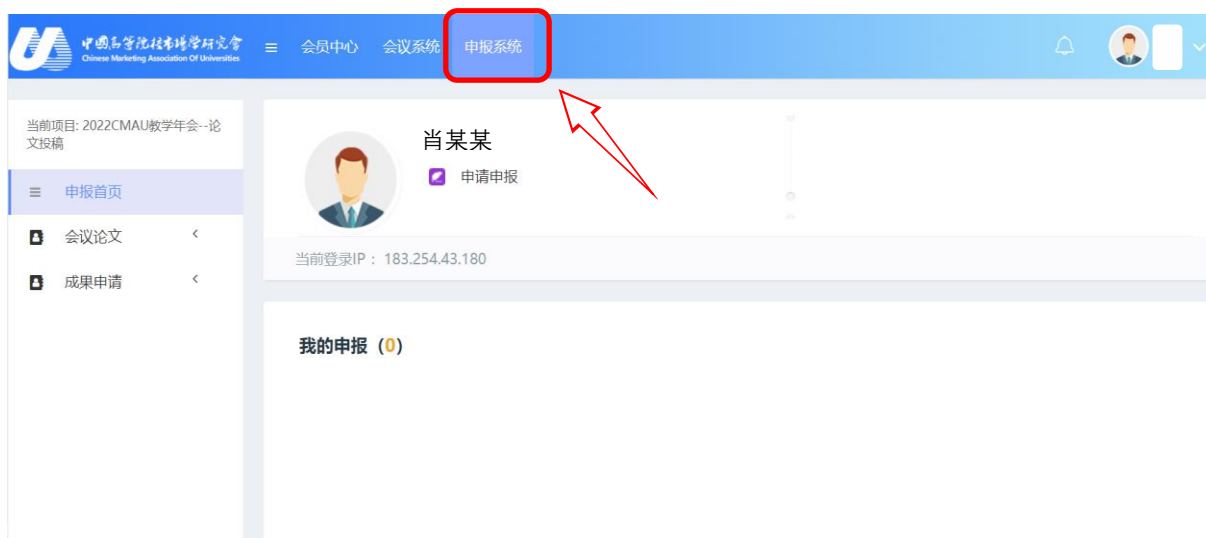 中国高等院校市场学研究会
Chinese Marketing Association Of Universities
会员中心 会议系统 申报系统
当前项目: 2022CMAU教学年会--论
文投稿
申报首页
会议论文
成果申请
肖某某
申请申报
当前登录IP： 183.254.43.180
我的申报（0）